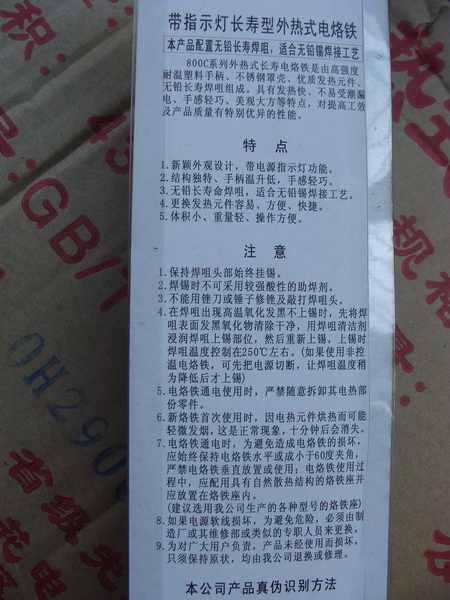 带指示灯长寿型外热式电烙铁
本产品配置无铅长寿焊咀，适合无铅锡焊接工艺
800C系列外热式长寿电烙铁是由高强度
耐温塑料手柄、不锈钢罩壳、优质发热元件、
无铅长寿焊咀组成。具有发热快、不易受潮漏
电、手感轻巧、美观大方等特点，对提高工效
及产品质量有特别优异的性能。
特 点
1.新颖外观设计，带电源指示灯功能。
2.结构独特、手柄温升低，手感轻巧。
3.无铅长寿命焊咀，适合无铅锡焊接工艺。
4.更换发热元件容易、方便、快捷。
5.体积小、重量轻、操作方便。
注 意
1.保持焊咀头部始终挂锡。
2.焊锡时不可采用较强酸性的助焊剂。
3.不能用锉刀或锤子修锉及敲打焊咀头。
4.在焊咀出现高温氧化发黑不上锡时，先将焊
咀表面发黑氧化物清除干净，用焊咀清洁剂
浸润焊咀上锡部位，然后重新上锡，上锡时
焊咀温度控制在250℃左右。(如果使用非控
温电烙铁，可先把电源切断，让焊咀温度稍
为降低后才上锡)
5.电烙铁通电使用时，严禁随意拆卸其电热部
份零件。
6.新烙铁首次使用时，因电热元件烘热而可能
轻微发烟，这是正常现象，十分钟后会消失，
7.电烙铁通电时，为避免造成电烙铁的损坏，
应始终保持电烙铁水平或成小于60度夹角，
严禁电烙铁垂直放置或使用；电烙铁使用过
程中，应配用具有自然散热结构的烙铁座并
应放置在烙铁座内。
(建议选用我公司生产的各种型号的烙铁座)
8.如果电源软线损坏，为避免危险，必须由制
造厂或其维修部或类似的专职人员来更换。
9.为对广大用户负责，产品未经使用而损坏，
只须保持原状，均由我公司退换或修理。
本公司产品真伪识别方法
GB/T
规格
省级先